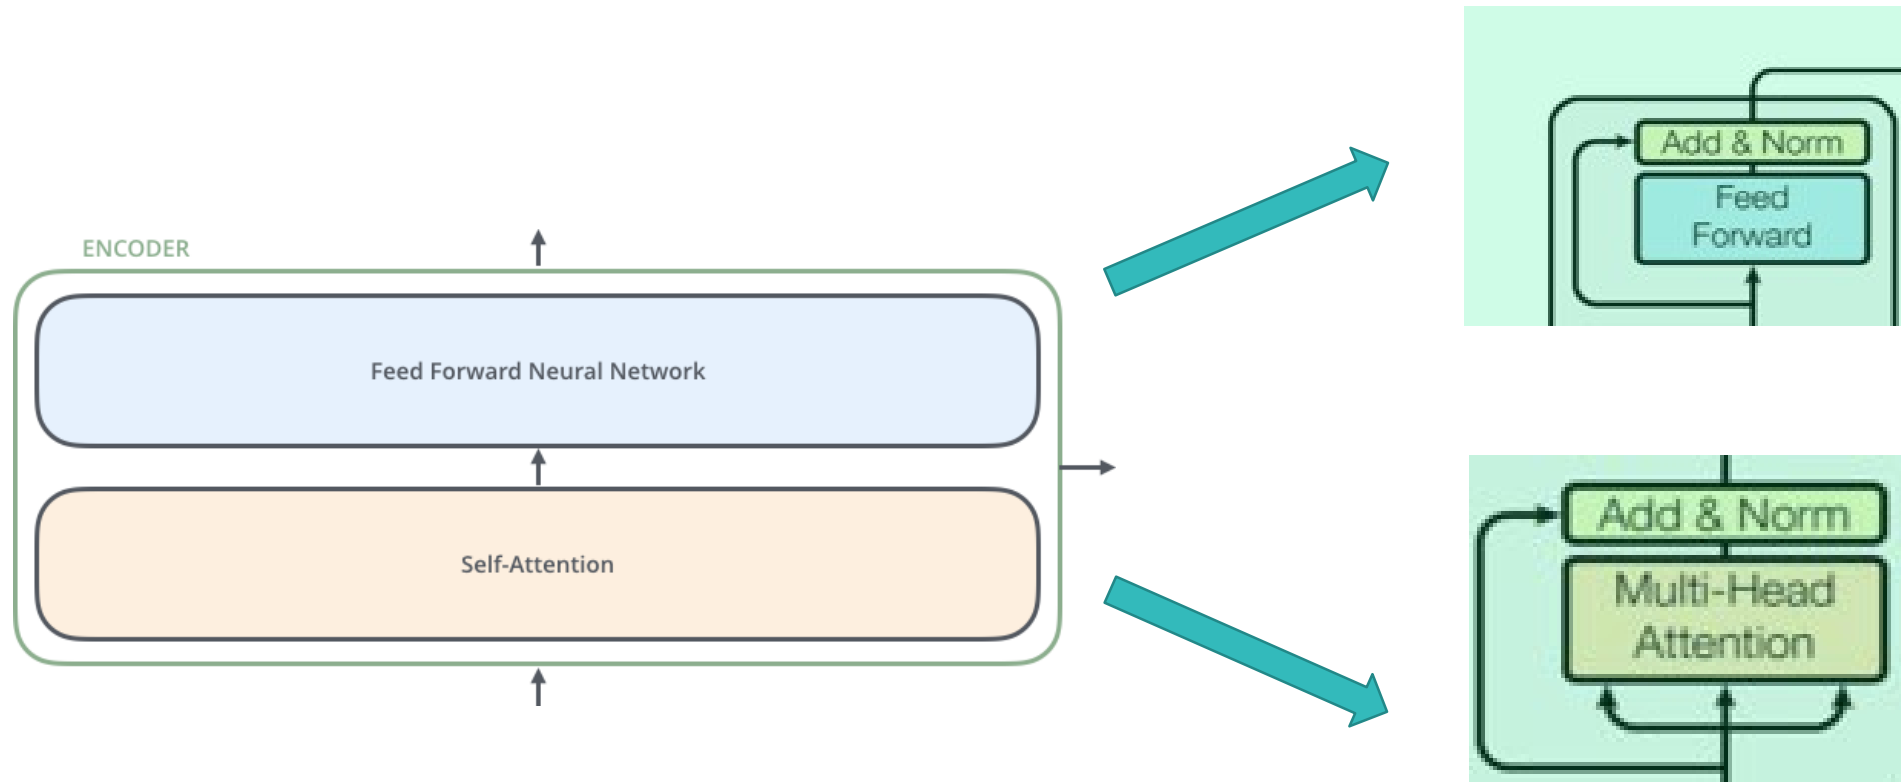 ENCODER
Feed Forward Neural Network
Self-Attention
Add & Norm
Feed
Forward
Add & Norm
Multi-Head
Attention